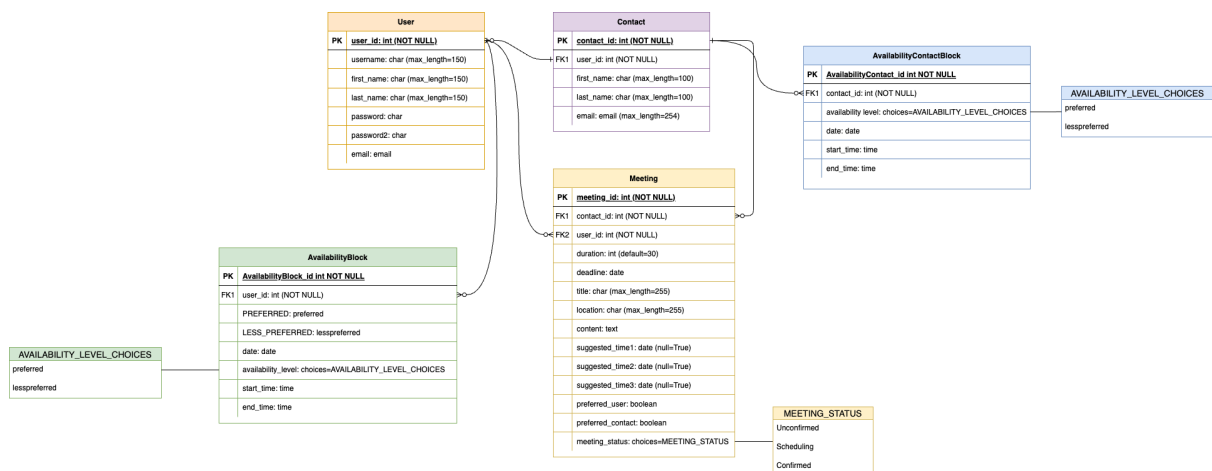 User
PK user_id: int (NOT NULL)
username: char (max_length=150)
first_name: char (max_length=150)
last_name: char (max_length=150)
password: char
password2: char
email: email
Contact
PK contact_id: int (NOT NULL)
FK1 user_id: int (NOT NULL)
first_name: char (max_length=100)
last_name: char (max_length=100)
email: email (max_length=254)
AvailabilityContactBlock
PK AvailabilityContact_id int NOT NULL
FK1 contact_id: int (NOT NULL)
availability level: choices=AVAILABILITY_LEVEL_CHOICES
date: date
start_time: time
end_time: time
AVAILABILITY_LEVEL_CHOICES
preferred
lesspreferred
Meeting
PK meeting_id: int (NOT NULL)
FK1 contact_id: int (NOT NULL)
FK2 user_id: int (NOT NULL)
duration: int (default=30)
deadline: date
title: char (max_length=255)
location: char (max_length=255)
content: text
suggested_time1: date (null=True)
suggested_time2: date (null=True)
suggested_time3: date (null=True)
preferred_user: boolean
preferred_contact: boolean
meeting_status: choices=MEETING_STATUS
AvailabilityBlock
PK AvailabilityBlock_id int NOT NULL
FK1 user_id: int (NOT NULL)
PREFERRED: preferred
LESS_PREFERRED: lesspreferred
date: date
availability_level: choices=AVAILABILITY_LEVEL_CHOICES
start_time: time
end_time: time
AVAILABILITY_LEVEL_CHOICES
preferred
lesspreferred
MEETING_STATUS
Unconfirmed
Scheduling
Confirmed